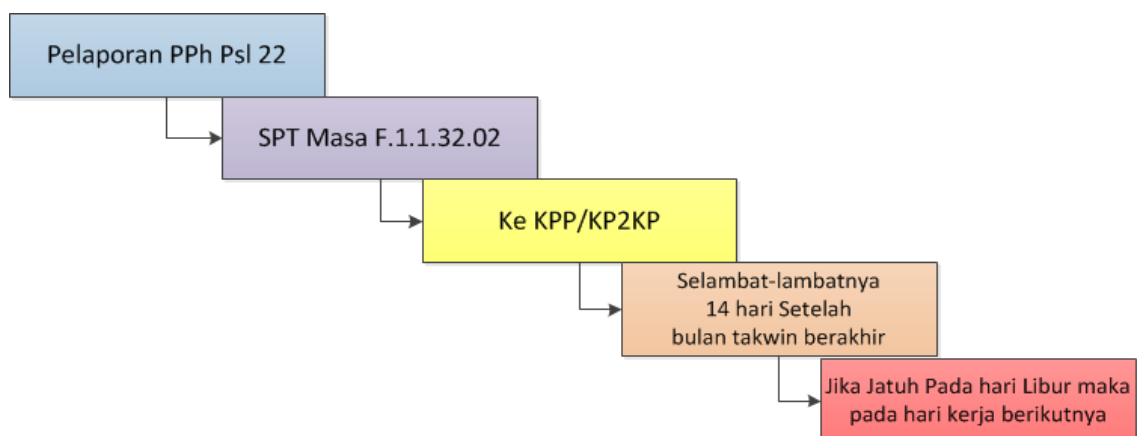 Pelaporan PPh Psl 22
SPT Masa F.1.1.32.02
Ke KPP/KP2KP
Selambat-lambatnya
14 hari Setelah
bulan takwin berakhir
Jika Jatuh Pada hari Libur maka
pada hari kerja berikutnya